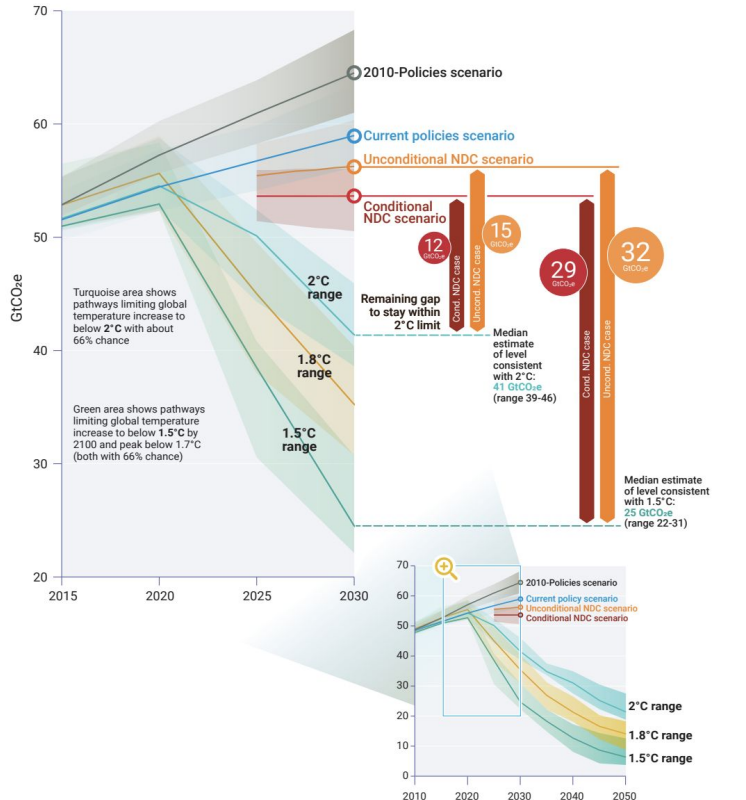 70
60
50
40
30
20
GtCO₂e
2015
2020
2025
2030
2010-Policies scenario
Current policies scenario
Unconditional NDC scenario
Conditional
NDC scenario
2°C
range
1.8°C
range
1.5°C
range
Turquoise area shows
pathways limiting global
temperature increase to
below 2°C with about
66% chance
Green area shows pathways
limiting global temperature
increase to below 1.5°C by
2100 and peak below 1.7°C
(both with 66% chance)
Remaining gap
to stay within
2°C limit
12
GtCO₂e
15
GtCO₂e
Cond. NDC case
Uncond. NDC case
29
GtCO₂e
32
GtCO₂e
Cond. NDC case
Uncond. NDC case
Median
estimate
of level
consistent
with 2°C:
41 GtCO₂e
(range 39-46)
Median estimate
of level consistent
with 1.5°C:
25 GtCO₂e
(range 22-31)
70
60
50
40
30
20
10
0
2010
2020
2030
2040
2050
2010-Policies scenario
Current policy scenario
Unconditional NDC scenario
Conditional NDC scenario
2°C range
1.8°C range
1.5°C range